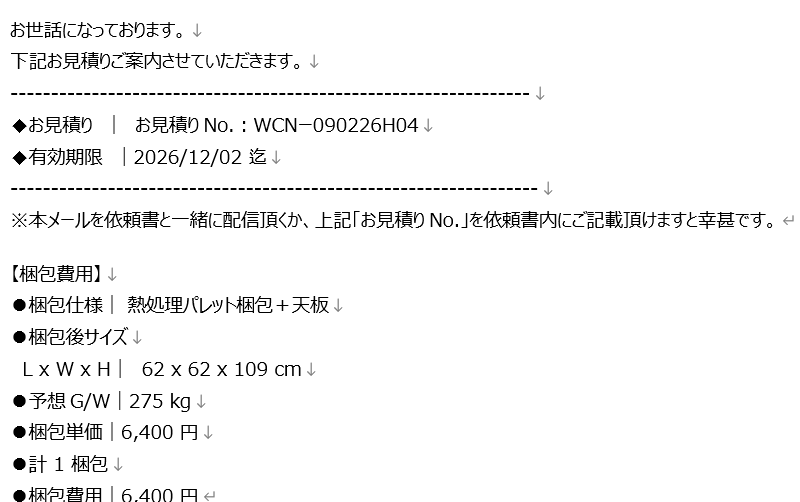 お世話になっております。↓
下記お見積りご案内させていただきます。↓
-----------------------------------------------------------------↓
◆お見積り ｜ お見積りNo.：WCN－090226H04↓
◆有効期限 ｜2026/12/02 迄↓
------------------------------------------------------------------↓
※本メールを依頼書と一緒に配信頂くか、上記「お見積りNo.」を依頼書内にご記載頂けますと幸甚です。↵
【梱包費用】↓
●梱包仕様｜ 熱処理パレット梱包＋天板↓
●梱包後サイズ↓
L x W x H｜ 62 x 62 x 109 cm↓
●予想G/W｜275 kg↓
●梱包単価｜6,400 円↓
●計 1 梱包↓
●梱包費用｜6,400 円↵